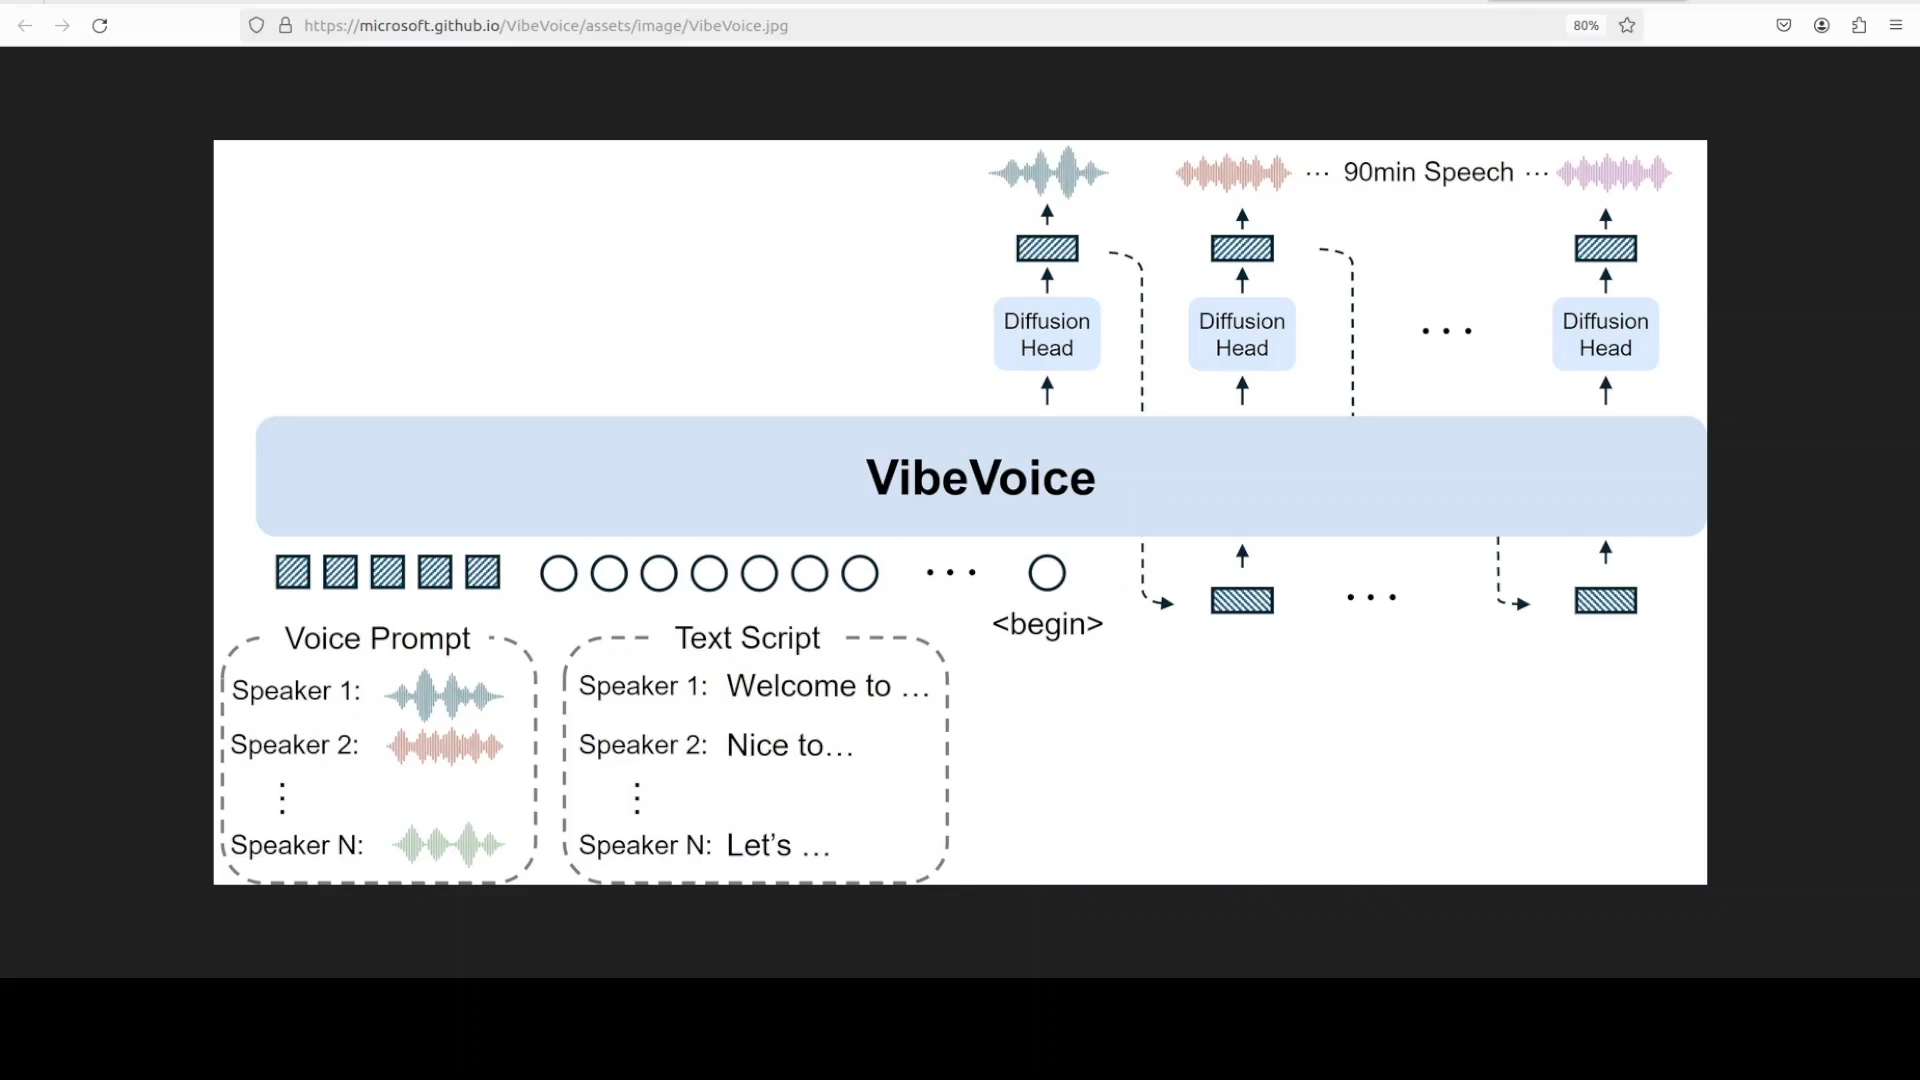 https://microsoft.github.io/VibeVoice/assets/image/VibeVoice.jpg
80%
... 90min Speech ...
Diffusion Head
Diffusion Head
...
Diffusion Head
VibeVoice
...
<begin>
...
Voice Prompt
Speaker 1:
Speaker 2:
⋮
Speaker N:
Text Script
Speaker 1: Welcome to ...
Speaker 2: Nice to...
⋮
Speaker N: Let’s ...